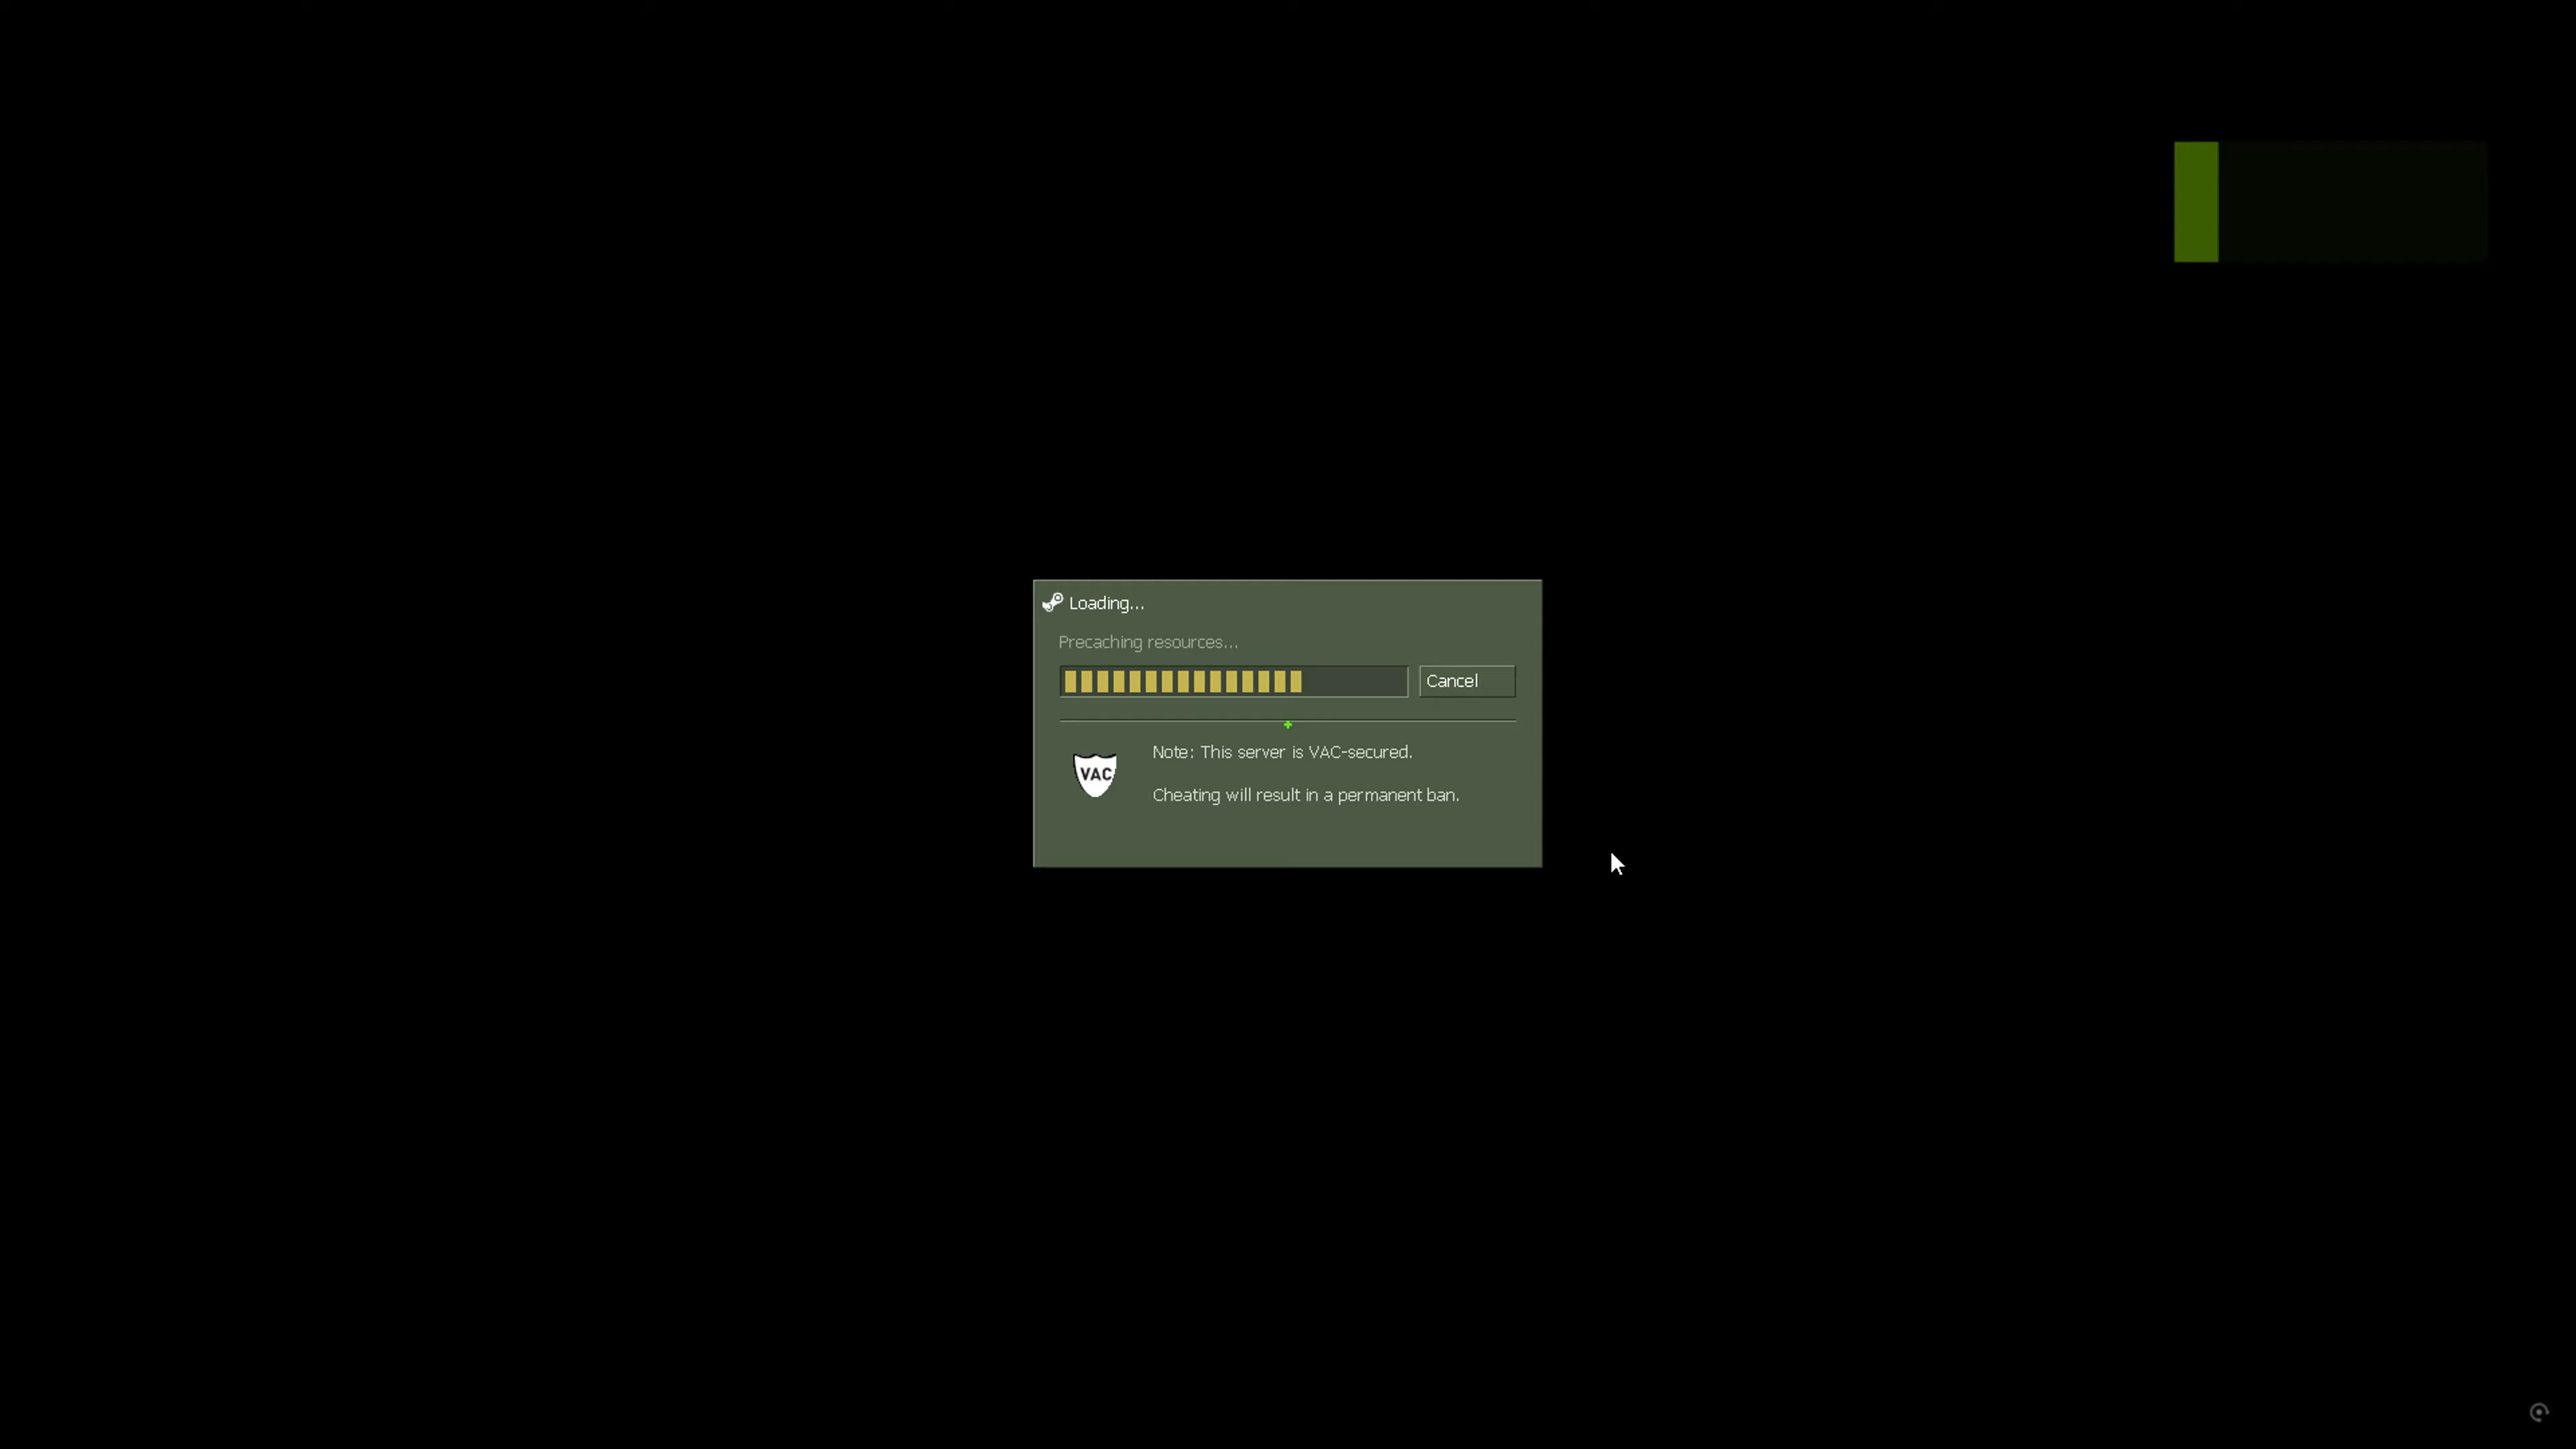 Loading...
Precaching resources...
Cancel
Note: This server is VAC-secured.
VAC
Cheating will result in a permanent ban.